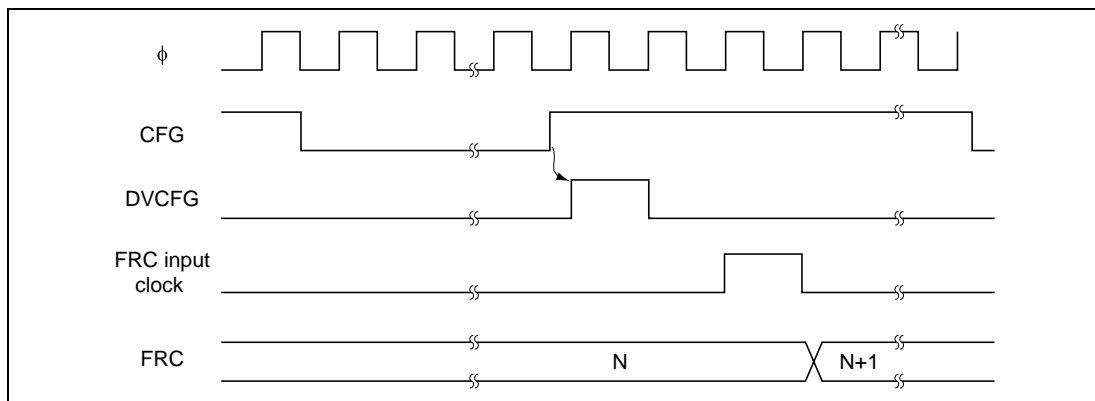 ϕ
CFG
DVCFG
FRC input
clock
FRC
N
N+1